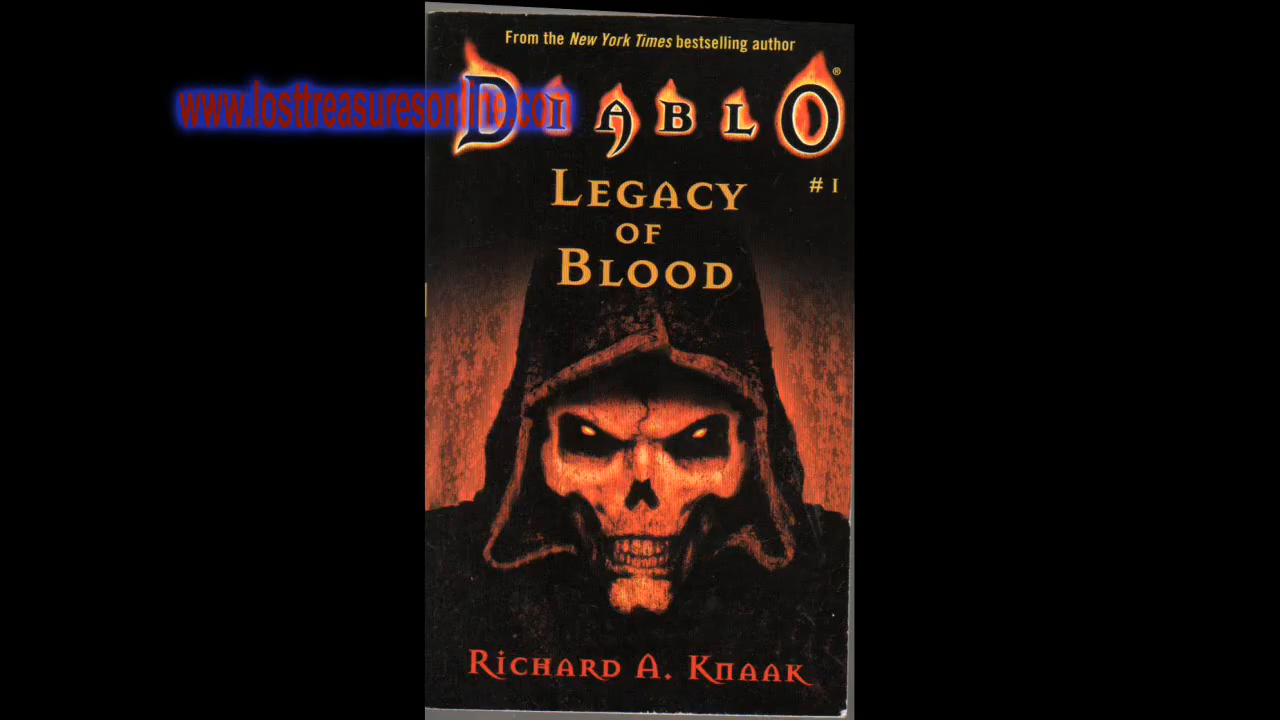 From the New York Times bestselling author
www.losttreasuresonline.com
DIABLO®
#1
LEGACY
OF
BLOOD
RICHARD A. KNAAK